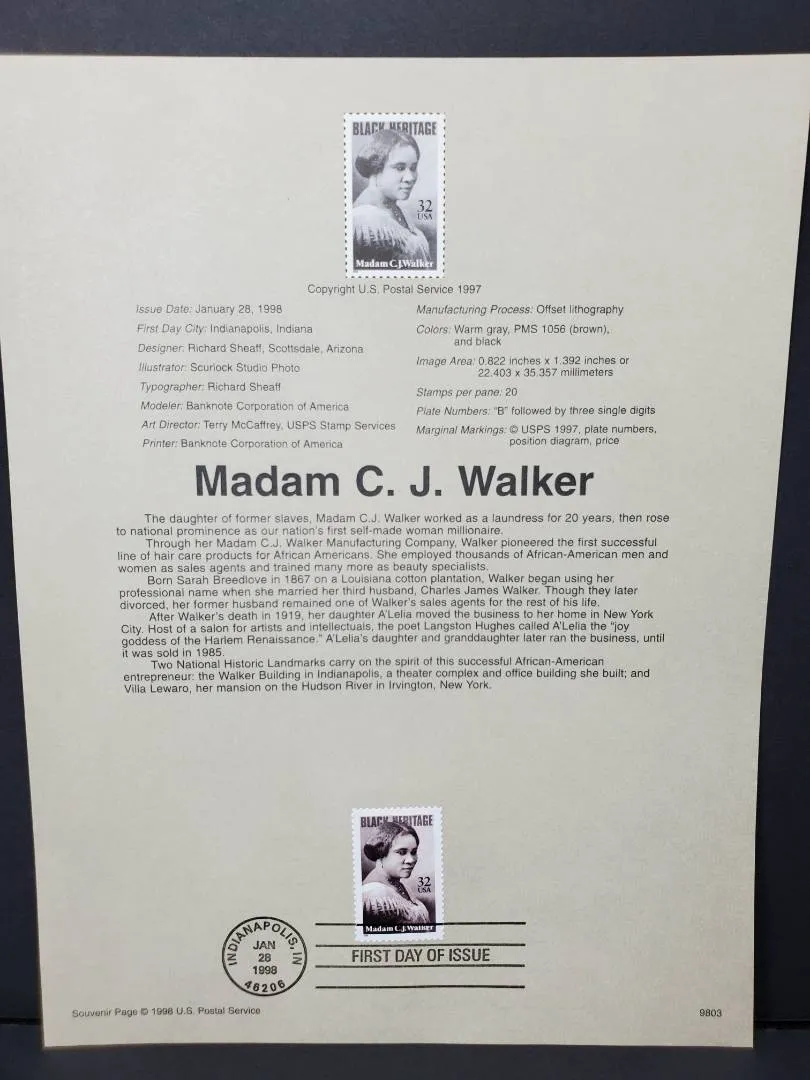 BLACK HERITAGE
32
USA
Madam C.J.Walker
Copyright U.S. Postal Service 1997
Issue Date: January 28, 1998
First Day City: Indianapolis, Indiana
Designer: Richard Sheaff, Scottsdale, Arizona
Illustrator: Scurlock Studio Photo
Typographer: Richard Sheaff
Modeler: Banknote Corporation of America
Art Director: Terry McCaffrey, USPS Stamp Services
Printer: Banknote Corporation of America
Manufacturing Process: Offset lithography
Colors: Warm gray, PMS 1056 (brown),
and black
Image Area: 0.822 inches x 1.392 inches or
22.403 x 35.357 millimeters
Stamps per pane: 20
Plate Numbers: "B" followed by three single digits
Marginal Markings: © USPS 1997, plate numbers,
position diagram, price
Madam C. J. Walker
The daughter of former slaves, Madam C.J. Walker worked as a laundress for 20 years, then rose
to national prominence as our nation's first self-made woman millionaire.
Through her Madam C.J. Walker Manufacturing Company, Walker pioneered the first successful
line of hair care products for African Americans. She employed thousands of African-American men and
women as sales agents and trained many more as beauty specialists.
Born Sarah Breedlove in 1867 on a Louisiana cotton plantation, Walker began using her
professional name when she married her third husband, Charles James Walker. Though they later
divorced, her former husband remained one of Walker's sales agents for the rest of his life.
After Walker's death in 1919, her daughter A'Lelia moved the business to her home in New York
City. Host of a salon for artists and intellectuals, the poet Langston Hughes called A'Lelia the "joy
goddess of the Harlem Renaissance." A'Lelia's daughter and granddaughter later ran the business, until
it was sold in 1985.
Two National Historic Landmarks carry on the spirit of this successful African-American
entrepreneur: the Walker Building in Indianapolis, a theater complex and office building she built; and
Villa Lewaro, her mansion on the Hudson River in Irvington, New York.
BLACK HERITAGE
32
USA
Madam C.J.Walker
INDIANAPOLIS, IN
JAN
28
1998
46206
FIRST DAY OF ISSUE
Souvenir Page © 1998 U.S. Postal Service
9803